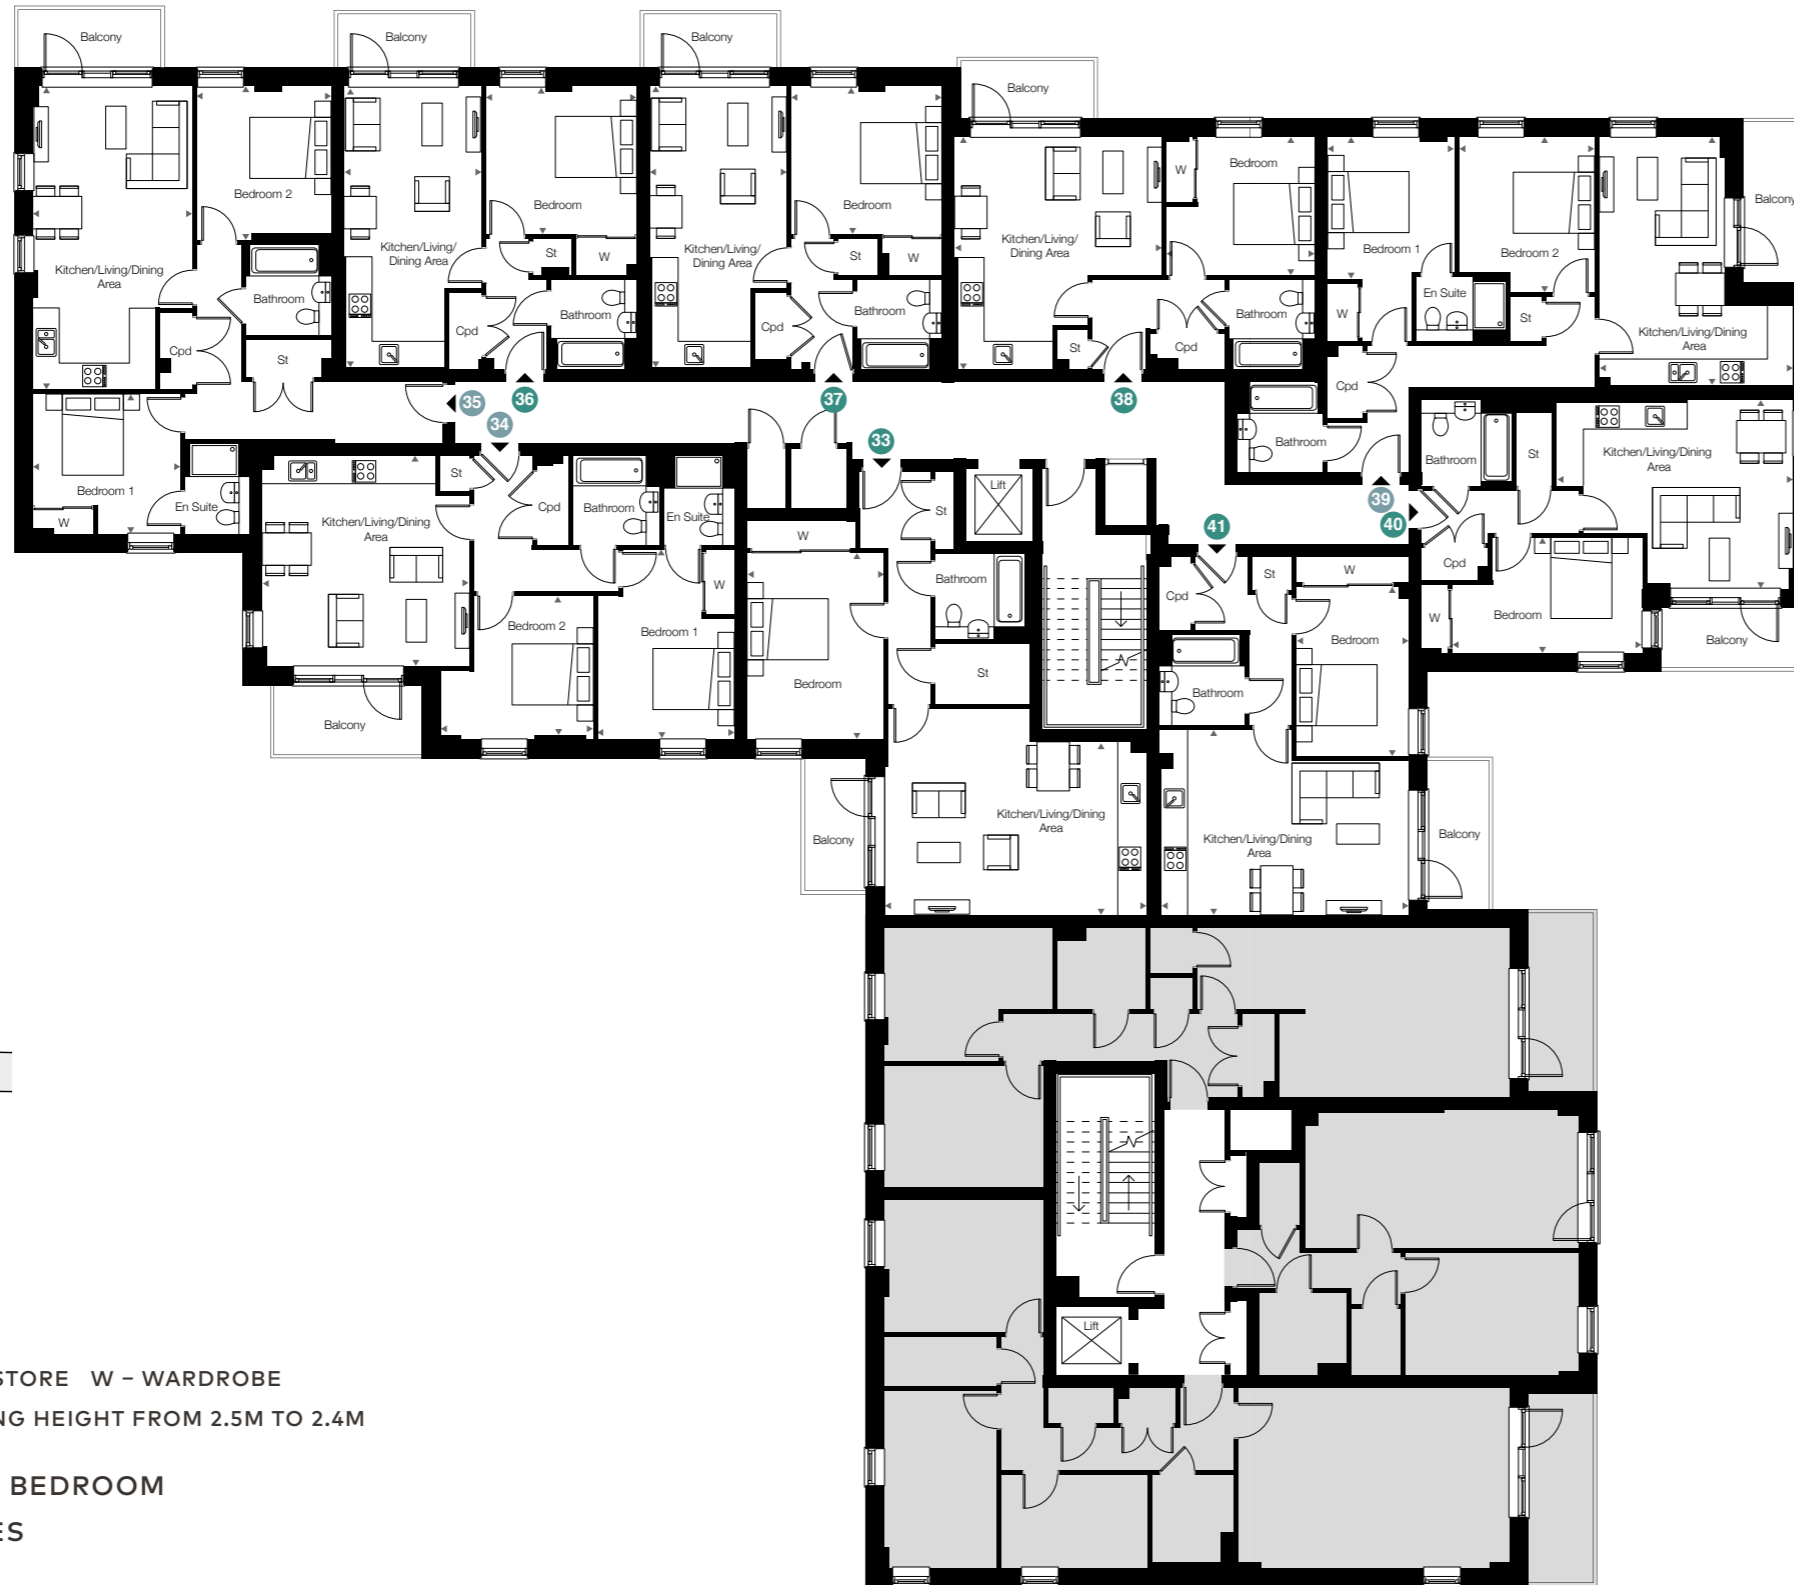 Balcony
Balcony
Balcony
Balcony
Balcony
Bedroom 2
Kitchen/Living/Dining
Area
Bathroom
Cpd
St
Bedroom 1
W
En Suite
Kitchen/Living/
Dining Area
Bedroom
St
W
Cpd
Bathroom
Kitchen/Living/
Dining Area
Bedroom
St
W
Cpd
Bathroom
Kitchen/Living/
Dining Area
W
Bedroom
St
Cpd
Bathroom
Bedroom 1
Bedroom 2
En Suite
W
St
Cpd
Kitchen/Living/Dining
Area
Bathroom
35
36
34
37
38
33
39
40
41
St
Cpd
Bathroom
En Suite
Kitchen/Living/Dining
Area
W
Bedroom 2
Bedroom 1
Balcony
W
St
Bathroom
Bedroom
St
Lift
Kitchen/Living/Dining
Area
Balcony
Cpd
St
W
Bedroom
Bathroom
Kitchen/Living/Dining
Area
Balcony
Bathroom
St
Kitchen/Living/Dining
Area
Cpd
W
Bedroom
Balcony
Lift
STORE W – WARDROBE
NG HEIGHT FROM 2.5M TO 2.4M
BEDROOM
ES